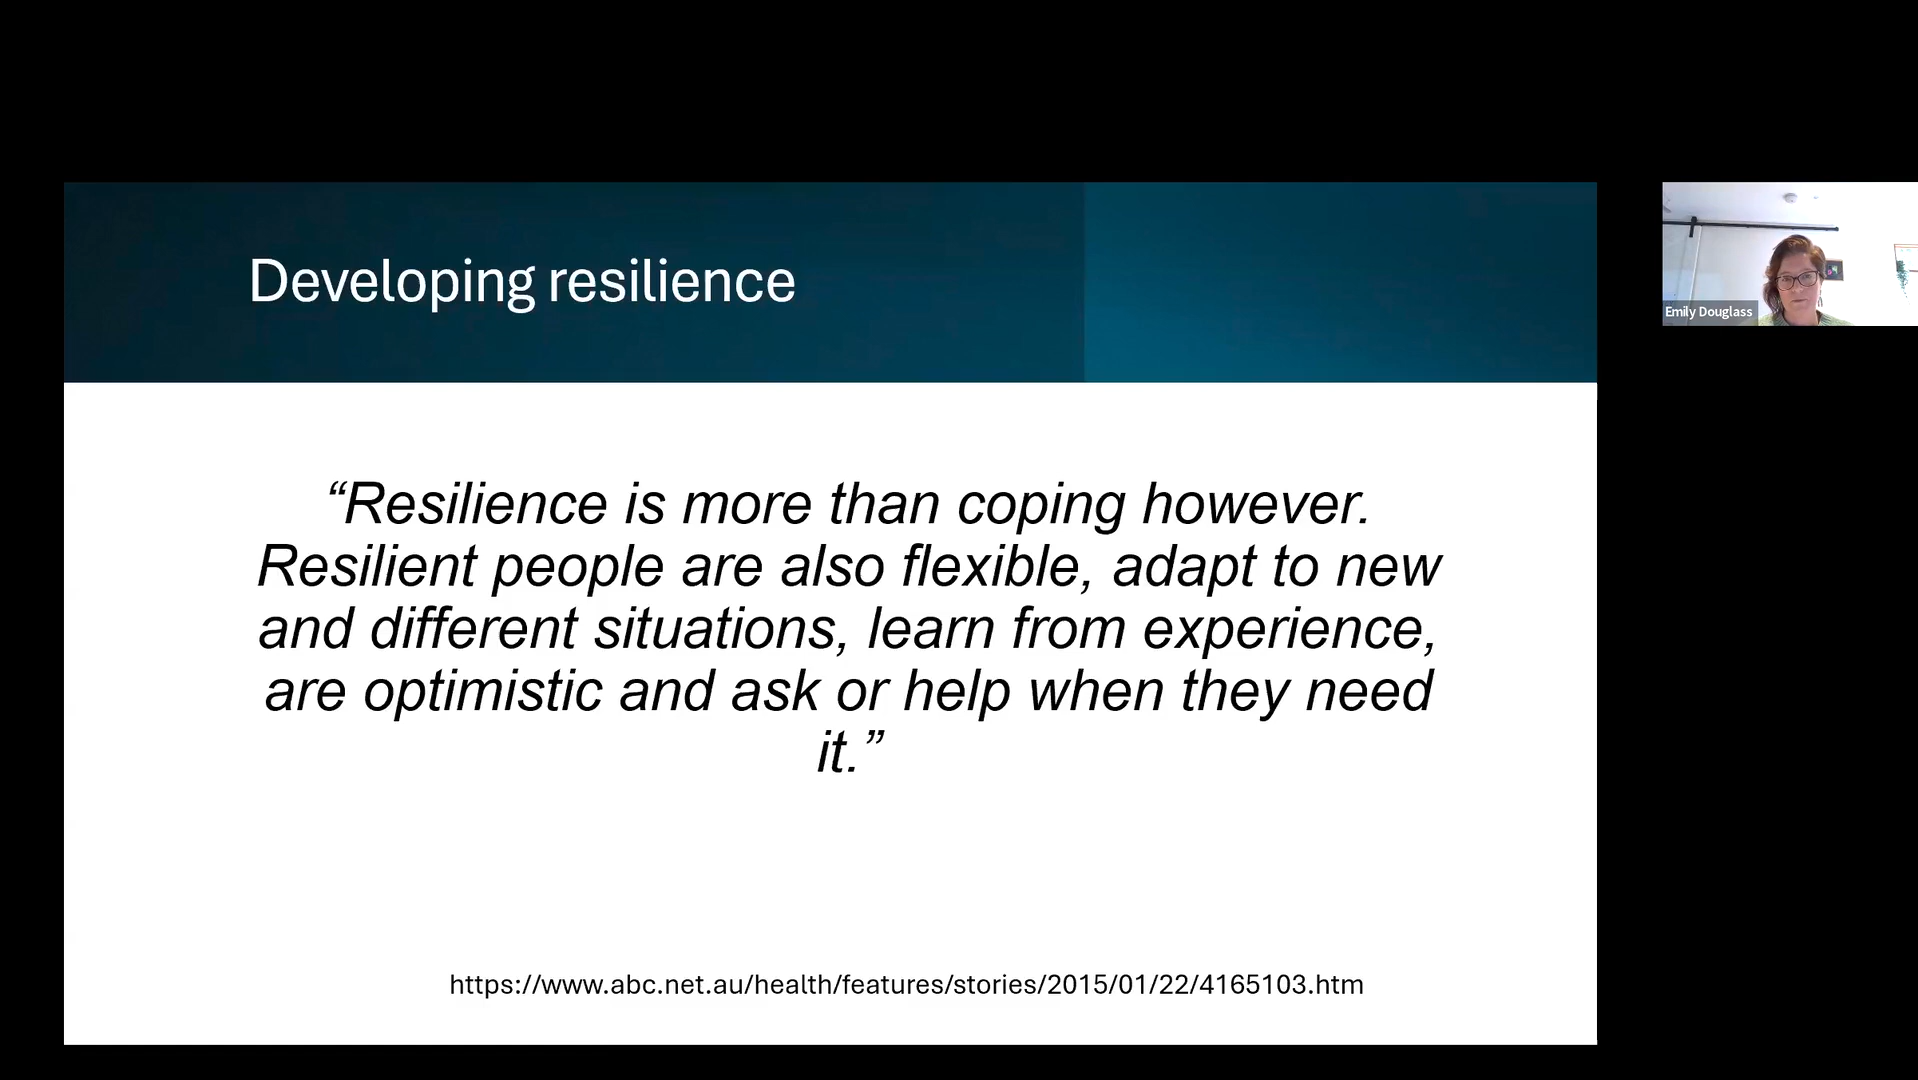 Developing resilience
Emily Douglass
“Resilience is more than coping however.
Resilient people are also flexible, adapt to new
and different situations, learn from experience,
are optimistic and ask or help when they need
it.”
https://www.abc.net.au/health/features/stories/2015/01/22/4165103.htm